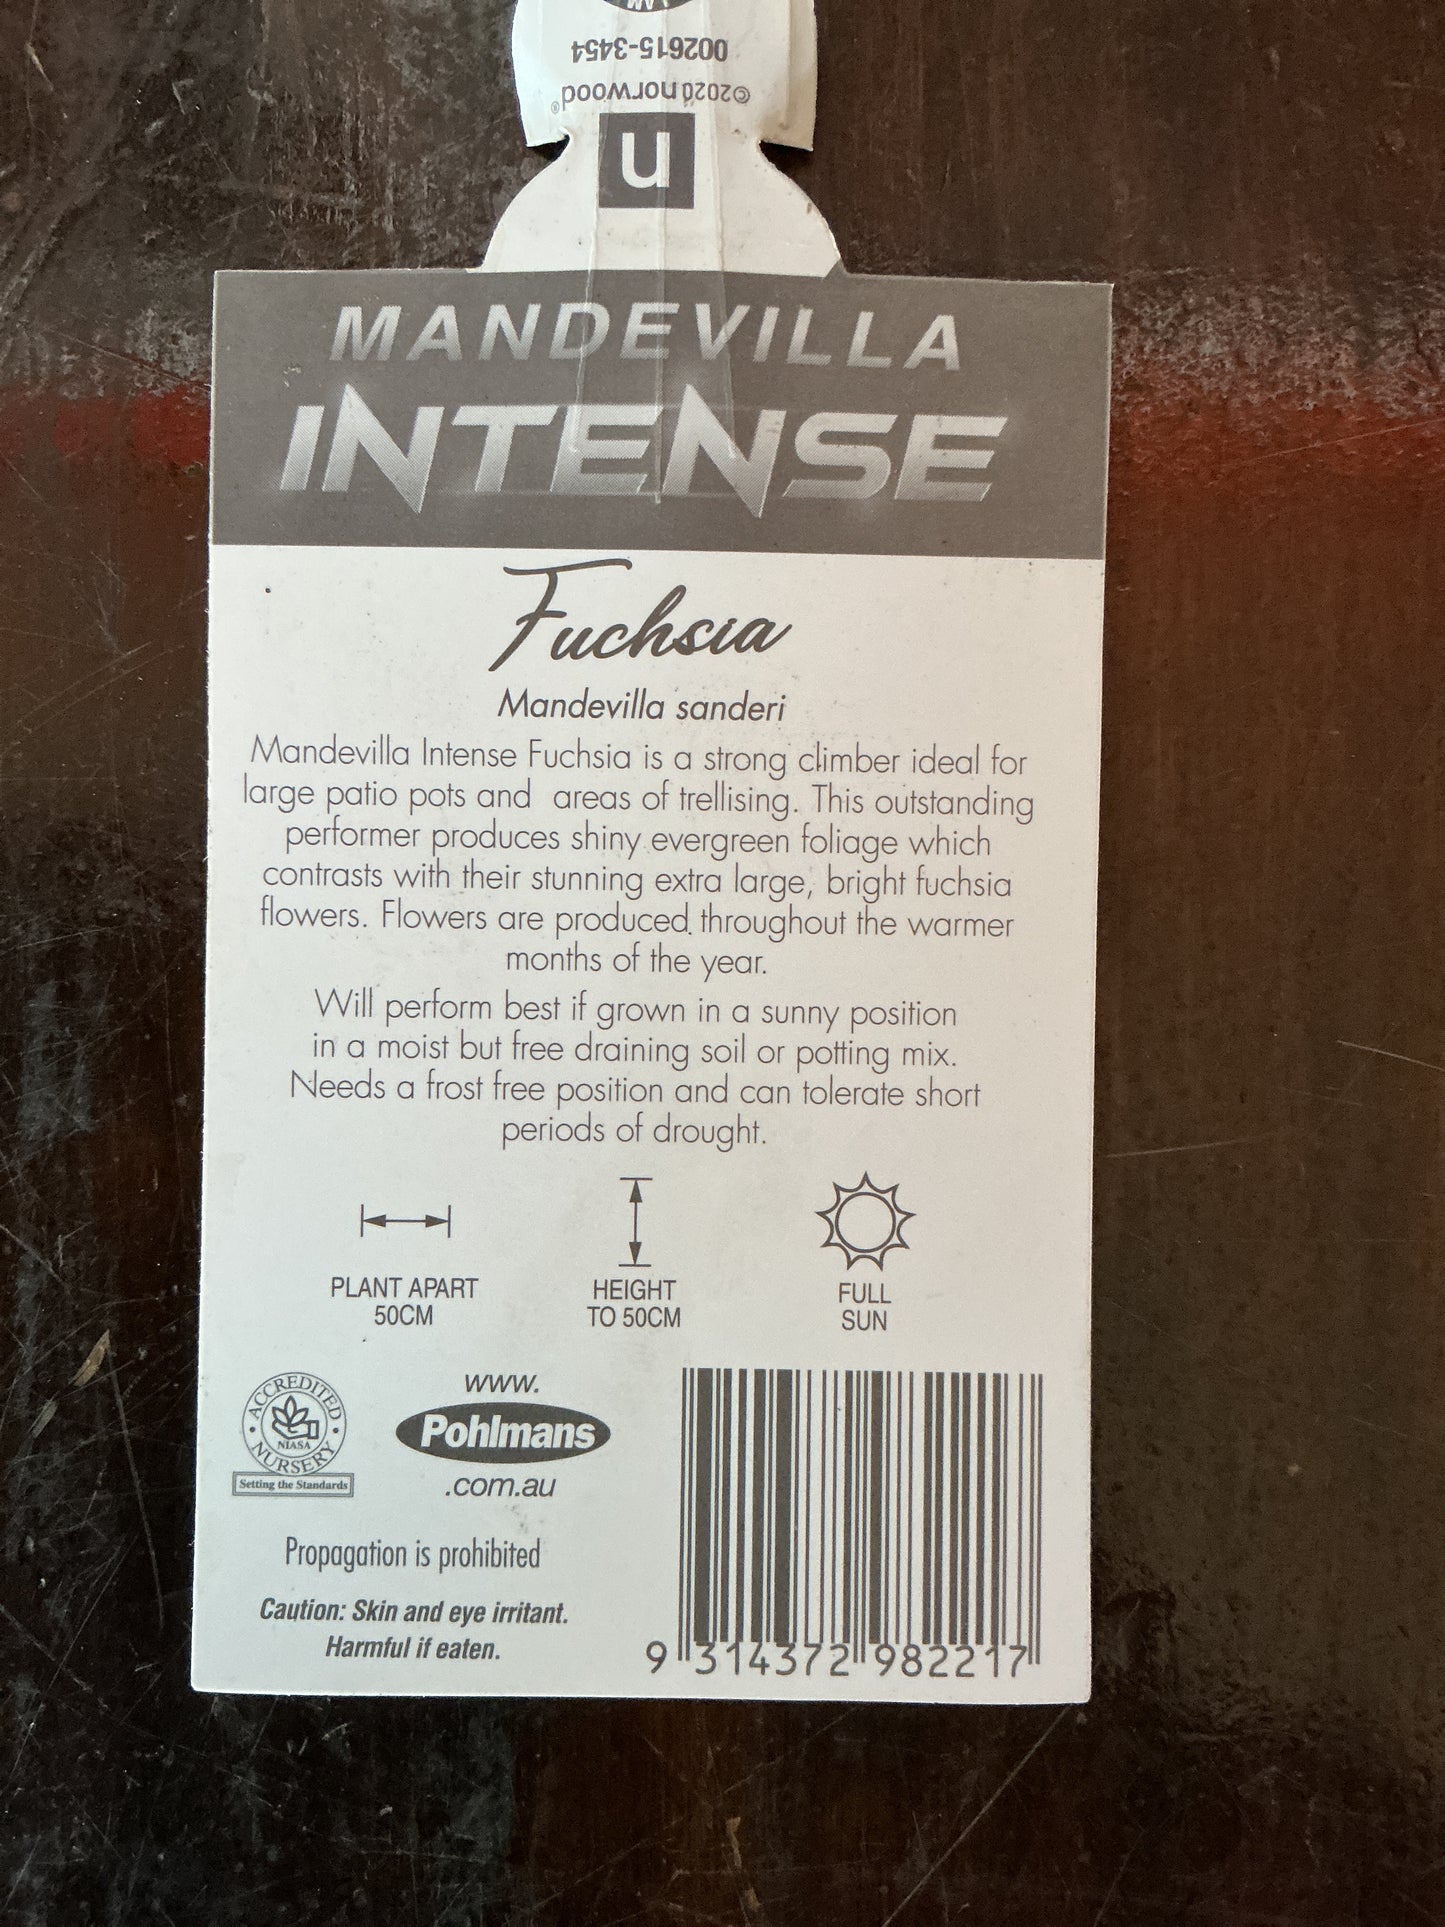 002615-3454
©2020 norwood®
n
MANDEVILLA
INTENSE
Fuchsia
Mandevilla sanderi
Mandevilla Intense Fuchsia is a strong climber ideal for
large patio pots and areas of trellising. This outstanding
performer produces shiny evergreen foliage which
contrasts with their stunning extra large, bright fuchsia
flowers. Flowers are produced throughout the warmer
months of the year.
Will perform best if grown in a sunny position
in a moist but free draining soil or potting mix.
Needs a frost free position and can tolerate short
periods of drought.
PLANT APART
50CM
HEIGHT
TO 50CM
FULL
SUN
ACCREDITED
NIASA
NURSERY
Setting the Standards
www.
Pohlmans
.com.au
Propagation is prohibited
Caution: Skin and eye irritant.
Harmful if eaten.
9 314372 982217